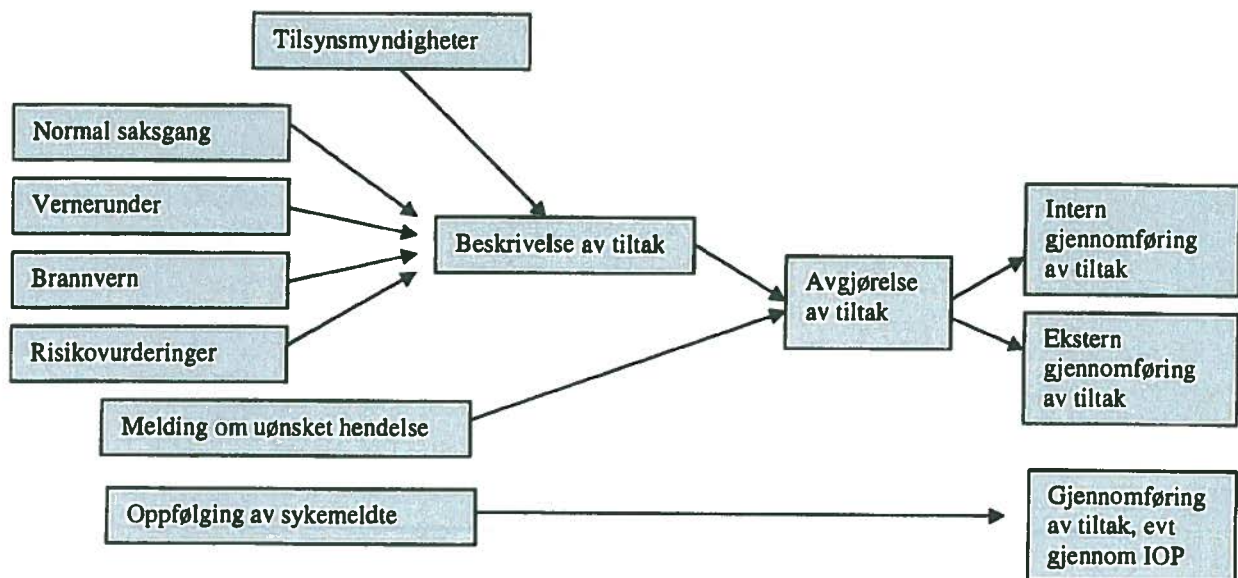 Tilsynsmyndigheter
Normal saksgang
Vernerunder
Brannvern
Risikovurderinger
Melding om uønsket hendelse
Oppfølging av sykemeldte
Beskrivelse av tiltak
Avgjørelse
av tiltak
Intern
gjennomføring
av tiltak
Ekstern
gjennomføring
av tiltak
Gjennomføring
av tiltak, evt
gjennom IOP